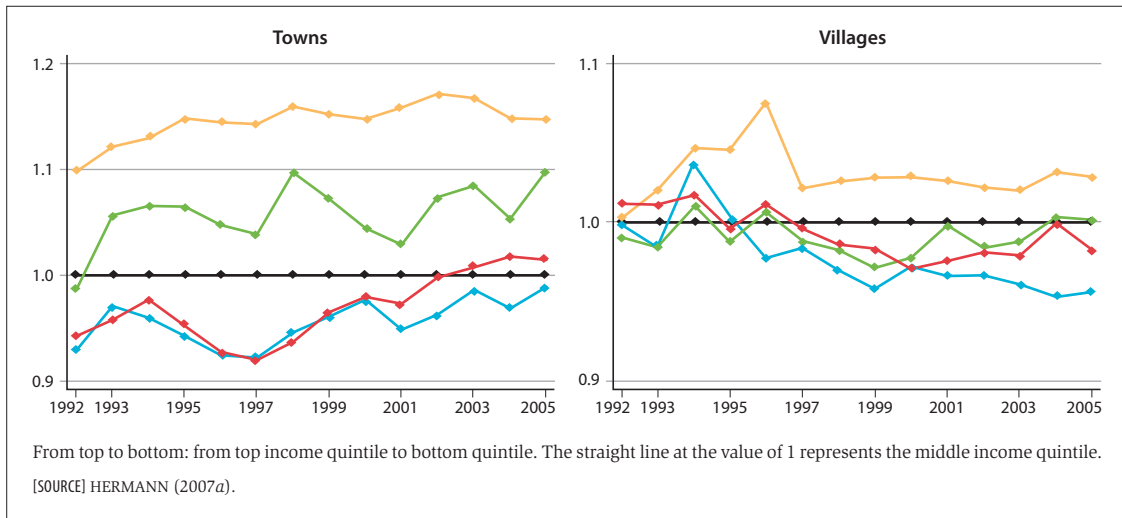 Towns
Villages
1.2
1.1
1.0
0.9
1992 1993 1995 1997 1999 2001 2003 2005
1.1
1.0
0.9
1992 1993 1995 1997 1999 2001 2003 2005
From top to bottom: from top income quintile to bottom quintile. The straight line at the value of 1 represents the middle income quintile.
[SOURCE] HERMANN (2007a).